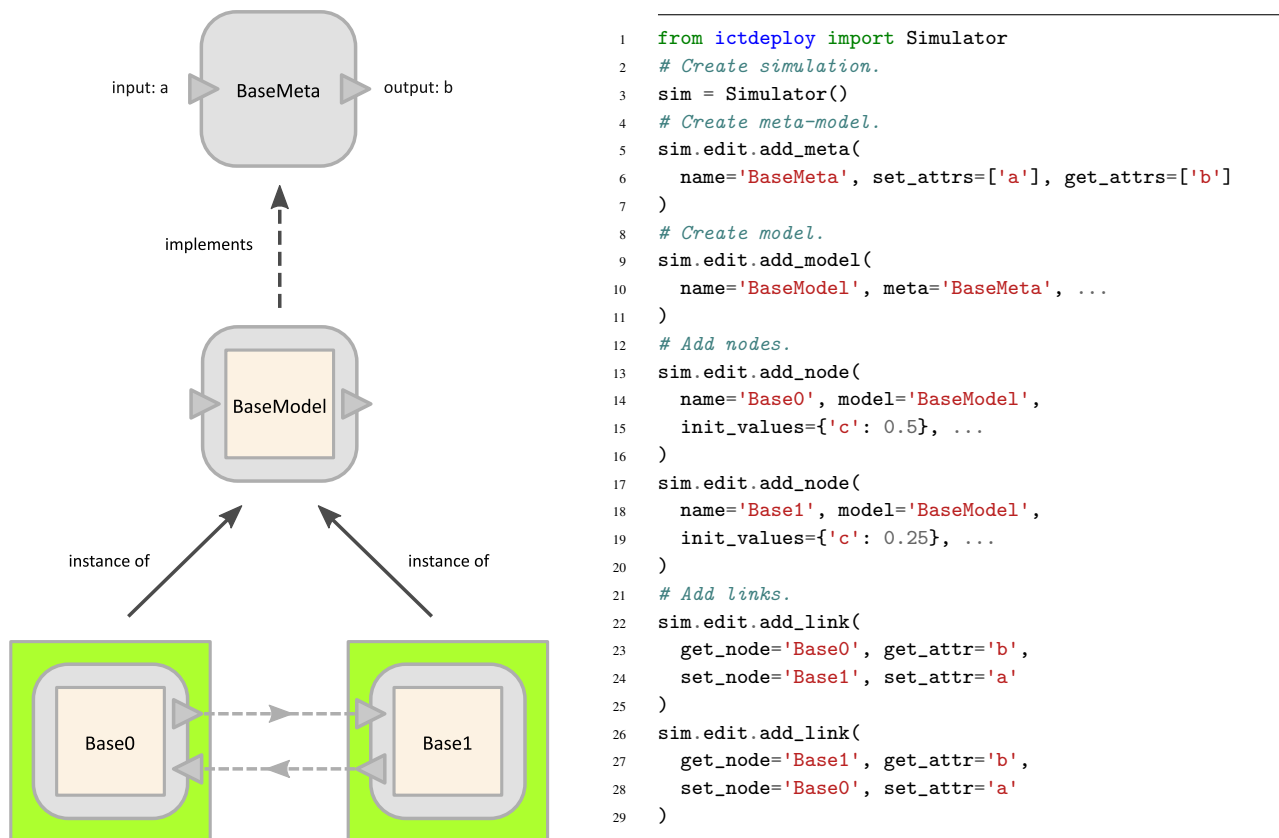 input: a
BaseMeta
output: b
implements
BaseModel
instance of
instance of
Base0
Base1
1 from ictdeploy import Simulator
2 # Create simulation.
3 sim = Simulator()
4 # Create meta-model.
5 sim.edit.add_meta(
6 name='BaseMeta', set_attrs=['a'], get_attrs=['b']
7 )
8 # Create model.
9 sim.edit.add_model(
10 name='BaseModel', meta='BaseMeta', ...
11 )
12 # Add nodes.
13 sim.edit.add_node(
14 name='Base0', model='BaseModel',
15 init_values={'c': 0.5}, ...
16 )
17 sim.edit.add_node(
18 name='Base1', model='BaseModel',
19 init_values={'c': 0.25}, ...
20 )
21 # Add links.
22 sim.edit.add_link(
23 get_node='Base0', get_attr='b',
24 set_node='Base1', set_attr='a'
25 )
26 sim.edit.add_link(
27 get_node='Base1', get_attr='b',
28 set_node='Base0', set_attr='a'
29 )